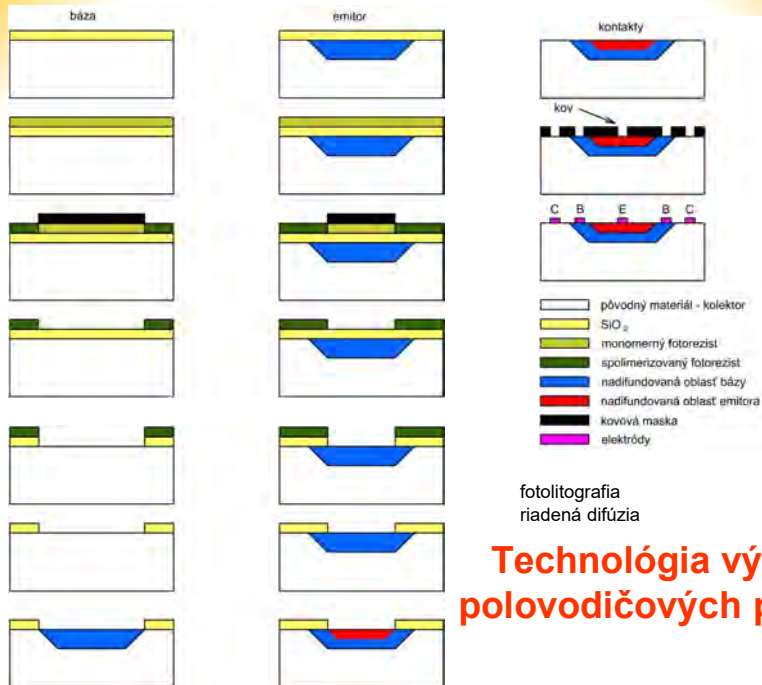 báza
emitor
kontakty
kov
C B E B C
pôvodný materiál - kolektor
SiO₂
monomerný fotorezist
spolimerizovaný fotorezist
nadifundovaná oblasť bázy
nadifundovaná oblasť emitora
kovová maska
elektródy
fotolitografia
riadená difúzia
Technológia vý
polovodičových p